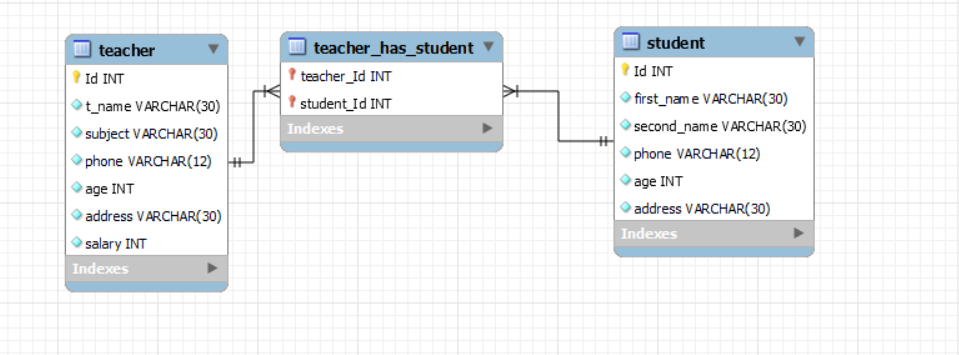 teacher
Id INT
t_name VARCHAR(30)
subject VARCHAR(30)
phone VARCHAR(12)
age INT
address VARCHAR(30)
salary INT
Indexes
teacher_has_student
teacher_Id INT
student_Id INT
Indexes
student
Id INT
first_name VARCHAR(30)
second_name VARCHAR(30)
phone VARCHAR(12)
age INT
address VARCHAR(30)
Indexes